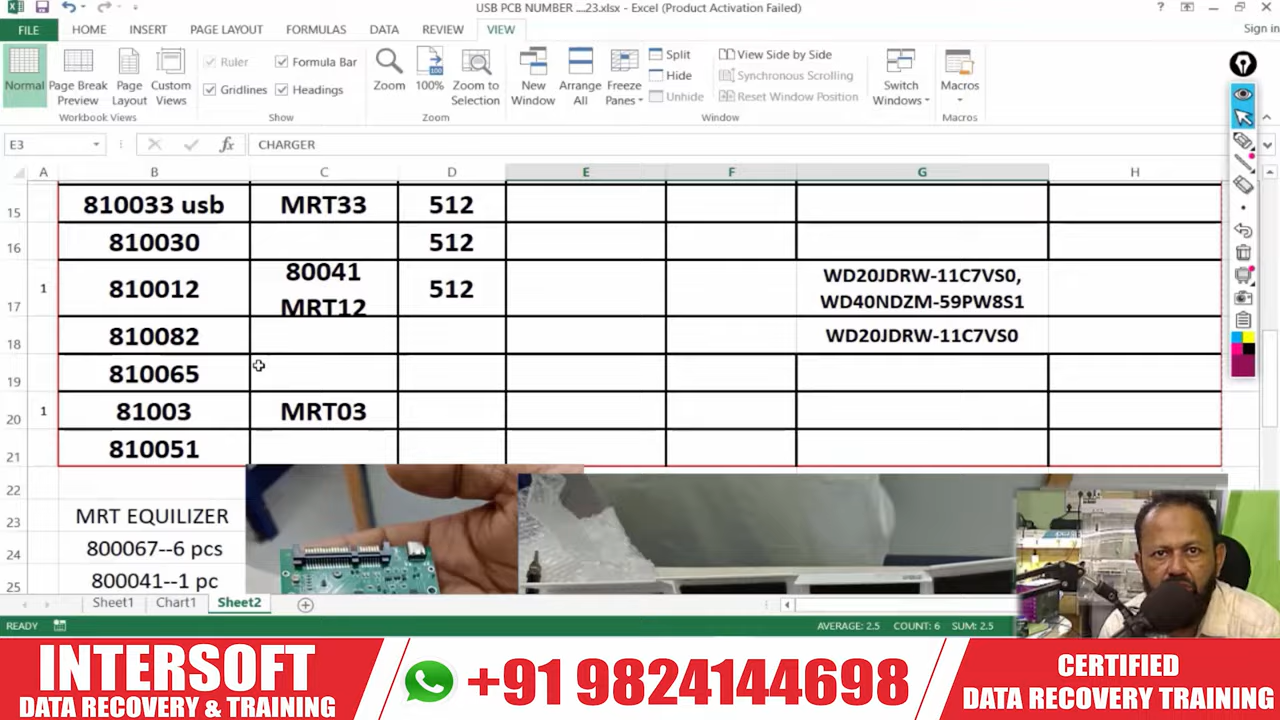 USB PCB NUMBER ....23.xlsx - Excel (Product Activation Failed)
Sign in
FILE HOME INSERT PAGE LAYOUT FORMULAS DATA REVIEW VIEW
Normal
Page Break Preview
Page Layout
Custom Views
Workbook Views
Ruler
Formula Bar
Gridlines
Headings
Show
Zoom
100%
Zoom to Selection
Zoom
New Window
Arrange All
Freeze Panes
Split
Hide
Unhide
View Side by Side
Synchronous Scrolling
Reset Window Position
Switch Windows
Window
Macros
Macros
E3 fx CHARGER
A B C D E F G H
15 810033 usb MRT33 512
16 810030 512
17 1 810012 80041 MRT12 512 WD20JDRW-11C7VS0, WD40NDZM-59PW8S1
18 810082 WD20JDRW-11C7VS0
19 810065
20 1 81003 MRT03
21 810051
22
23 MRT EQUILIZER
24 800067--6 pcs
25 800041--1 pc
Sheet1 Chart1 Sheet2
READY AVERAGE: 2.5 COUNT: 6 SUM: 2.5
INTERSOFT
DATA RECOVERY & TRAINING
+91 9824144698
CERTIFIED
DATA RECOVERY TRAINING